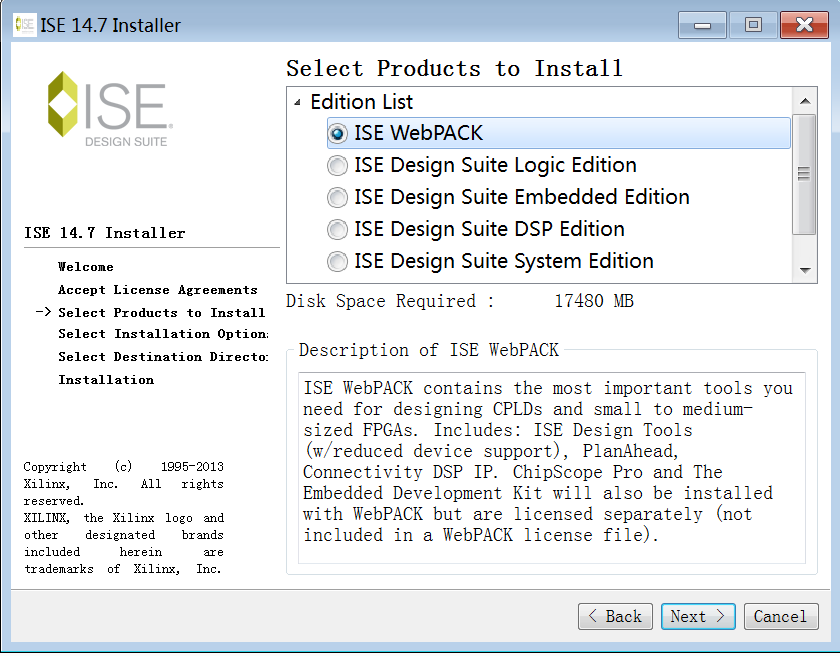 ISE 14.7 Installer
ISE
DESIGN SUITE
ISE 14.7 Installer
Welcome
Accept License Agreements
-> Select Products to Install
Select Installation Option
Select Destination Directo
Installation
Copyright (c) 1995-2013
Xilinx, Inc. All rights
reserved.
XILINX, the Xilinx logo and
other designated brands
included herein are
trademarks of Xilinx, Inc.
Select Products to Install
Edition List
ISE WebPACK
ISE Design Suite Logic Edition
ISE Design Suite Embedded Edition
ISE Design Suite DSP Edition
ISE Design Suite System Edition
Disk Space Required : 17480 MB
Description of ISE WebPACK
ISE WebPACK contains the most important tools you
need for designing CPLDs and small to medium-
sized FPGAs. Includes: ISE Design Tools
(w/reduced device support), PlanAhead,
Connectivity DSP IP. ChipScope Pro and The
Embedded Development Kit will also be installed
with WebPACK but are licensed separately (not
included in a WebPACK license file).
< Back
Next >
Cancel